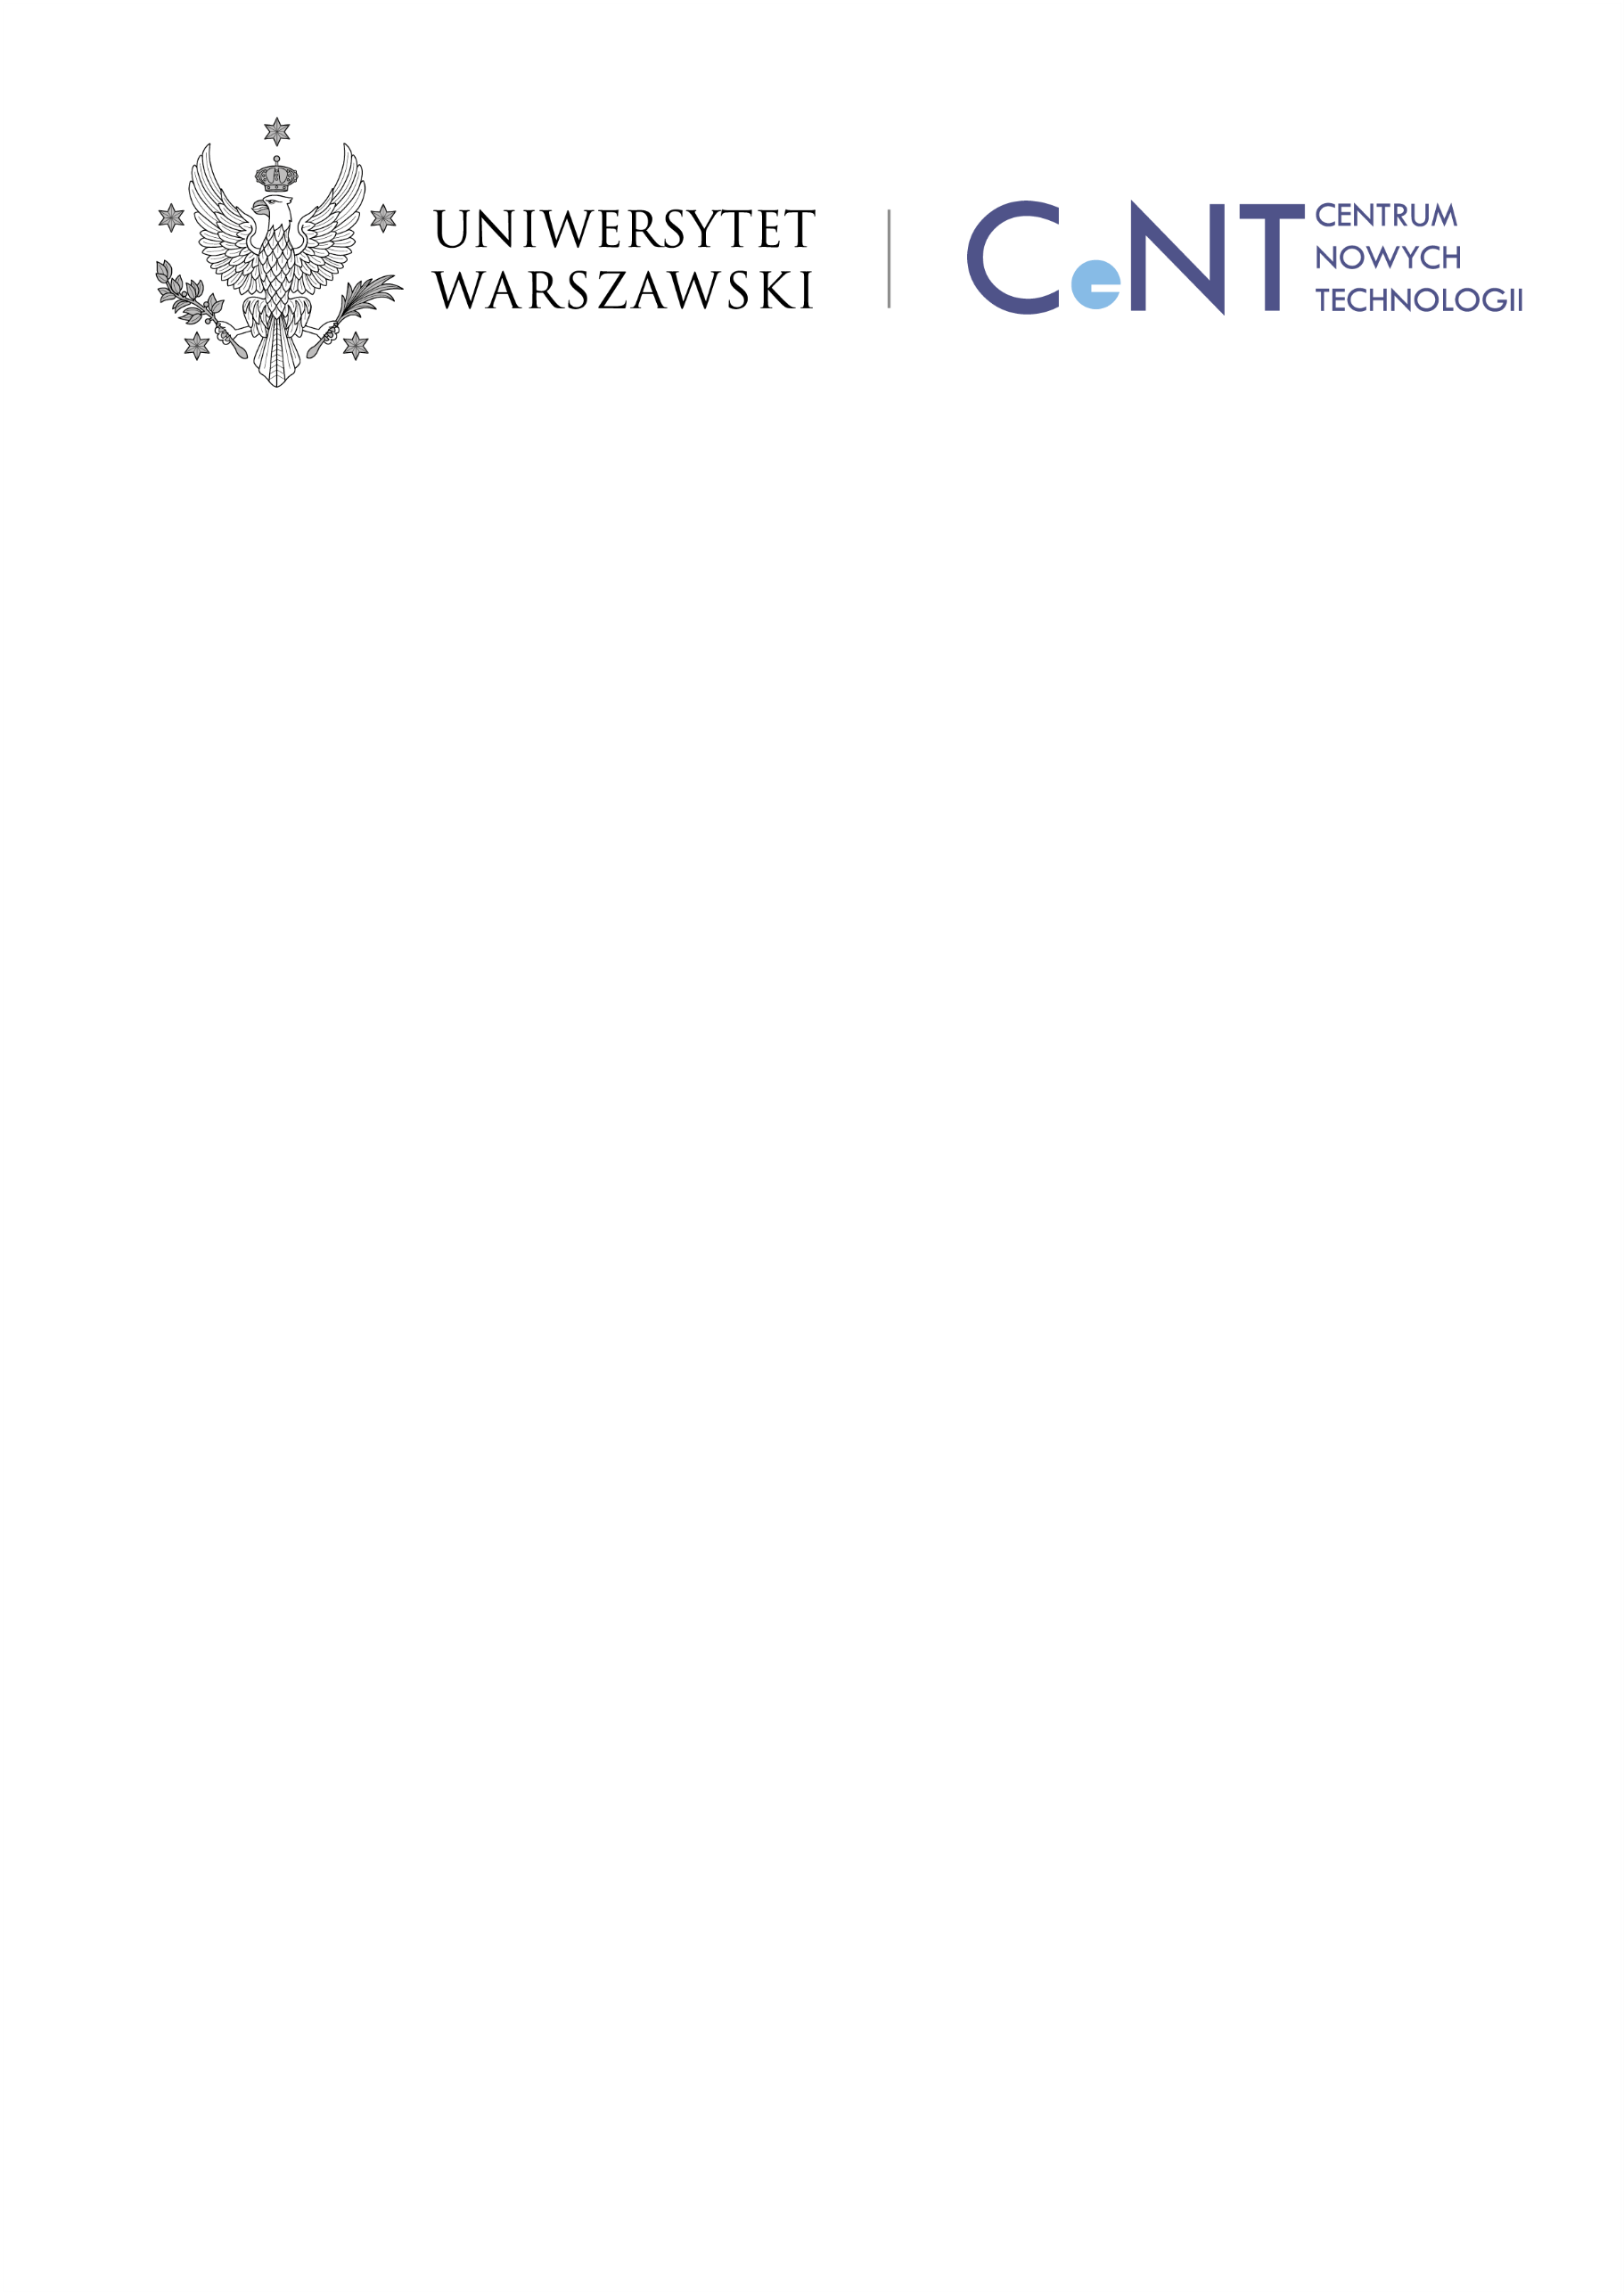 UNIWERSYTET
WARSZAWSKI
CeNT
CENTRUM
NOWYCH
TECHNOLOGII